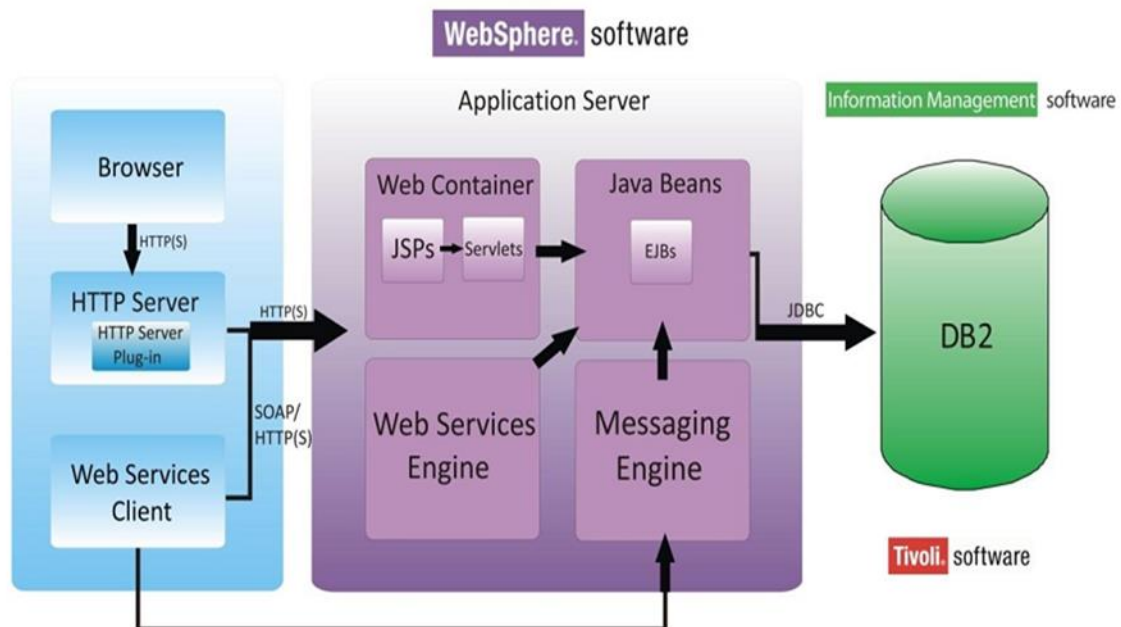 WebSphere. software
Application Server
Information Management software
Browser
HTTP(S)
HTTP Server
HTTP Server
Plug-in
HTTP(S)
SOAP/
HTTP(S)
Web Services
Client
Web Container
JSPs
Servlets
Java Beans
EJBs
Web Services
Engine
Messaging
Engine
JDBC
DB2
Tivoli. software